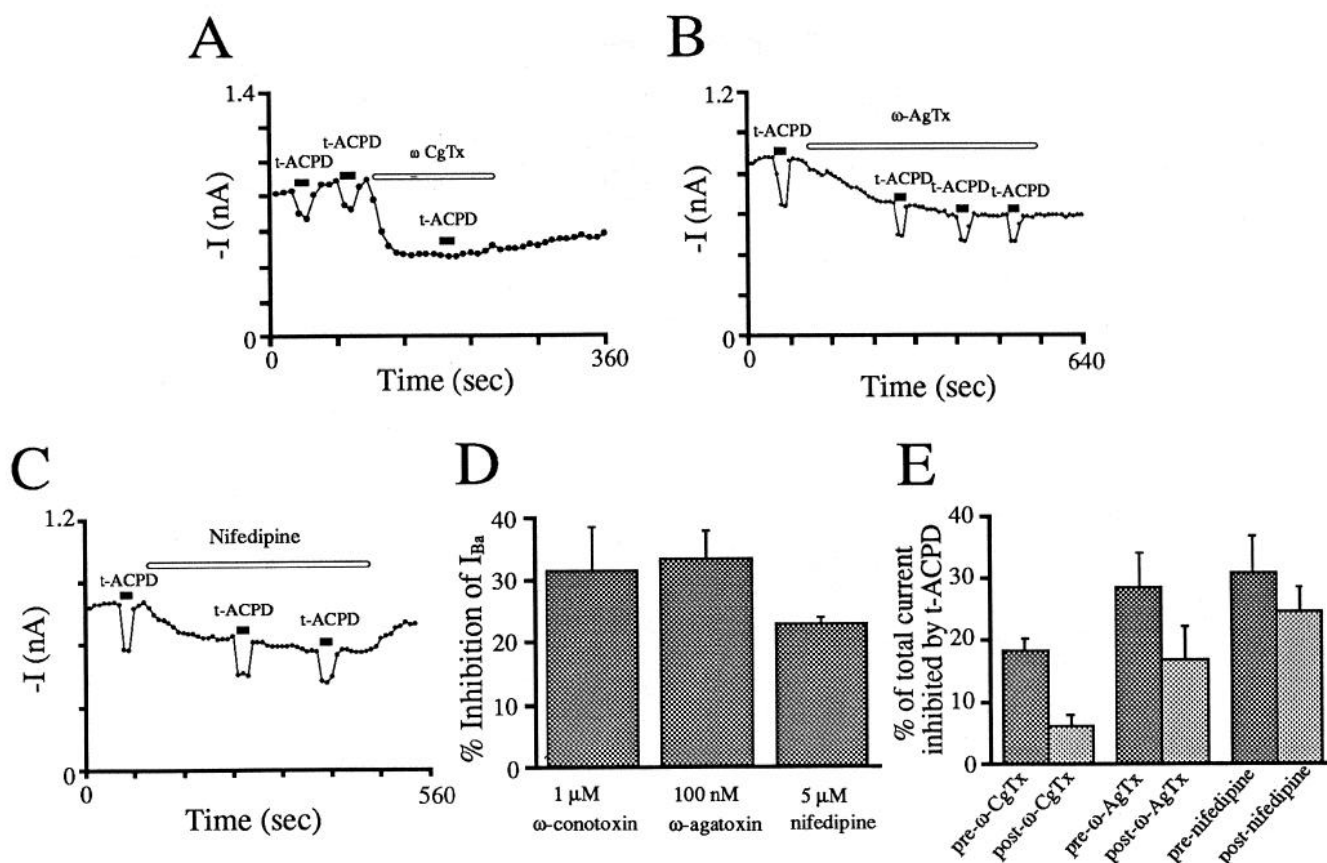 A
1.4
-I (nA)
0
t-ACPD
t-ACPD
ω CgTx
t-ACPD
0
360
Time (sec)
B
1.2
-I (nA)
0
t-ACPD
ω-AgTx
t-ACPD
t-ACPD
t-ACPD
0
640
Time (sec)
C
1.2
-I (nA)
0
Nifedipine
t-ACPD
t-ACPD
t-ACPD
0
560
Time (sec)
D
% Inhibition of IBa
40
30
20
10
0
1 μM
ω-conotoxin
100 nM
ω-agatoxin
5 μM
nifedipine
E
% of total current
inhibited by t-ACPD
40
30
20
10
0
pre-ω-CgTx
post-ω-CgTx
pre-ω-AgTx
post-ω-AgTx
pre-nifedipine
post-nifedipine